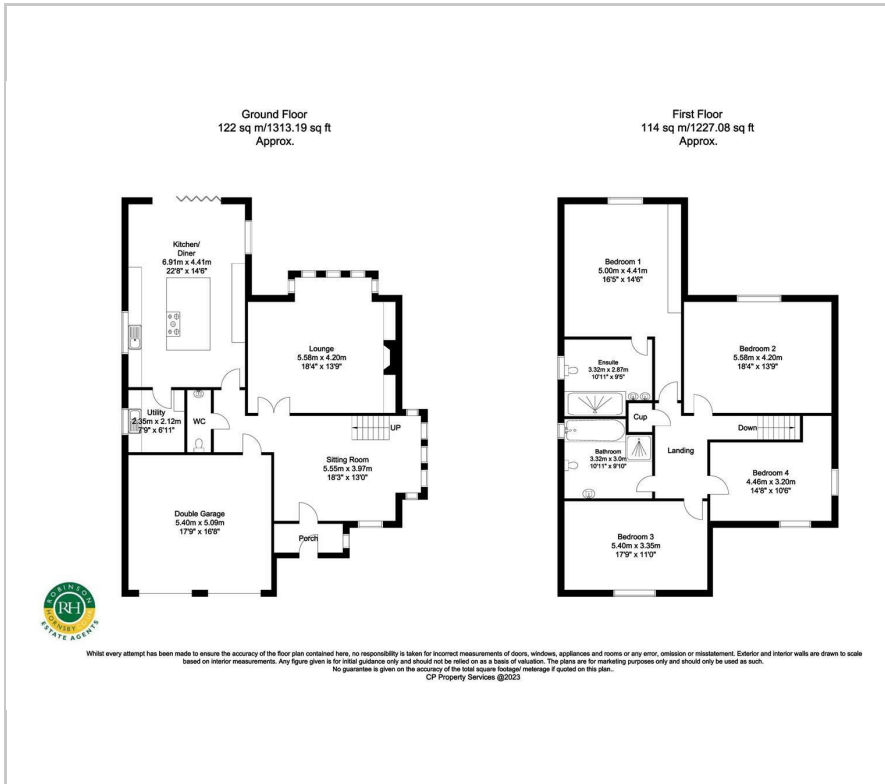 Ground Floor
122 sq m/1313.19 sq ft
Approx.
Kitchen/
Diner
6.91m x 4.41m
22'8" x 14'6"
Lounge
5.58m x 4.20m
18'4" x 13'9"
Utility
2.35m x 2.12m
7'9" x 6'11"
WC
UP
Sitting Room
5.55m x 3.97m
18'3" x 13'0"
Double Garage
5.40m x 5.09m
17'9" x 16'8"
Porch
First Floor
114 sq m/1227.08 sq ft
Approx.
Bedroom 1
5.00m x 4.41m
16'5" x 14'6"
Bedroom 2
5.58m x 4.20m
18'4" x 13'9"
Ensuite
3.32m x 2.87m
10'11" x 9'5"
Cup
Bathroom
3.32m x 3.0m
10'11" x 9'10"
Landing
Down
Bedroom 4
4.46m x 3.20m
14'8" x 10'6"
Bedroom 3
5.40m x 3.35m
17'9" x 11'0"
ROBINSON
HORNSBY
RH
ESTATE AGENTS
Whilst every attempt has been made to ensure the accuracy of the floor plan contained here, no responsibility is taken for incorrect measurements of doors, windows, appliances and rooms or any error, omission or misstatement. Exterior and interior walls are drawn to scale
based on interior measurements. Any figure given is for initial guidance only and should not be relied on as a basis of valuation. The plans are for marketing purposes only and should only be used as such.
No guarantee is given on the accuracy of the total square footage/ meterage if quoted on this plan..
CP Property Services @2023